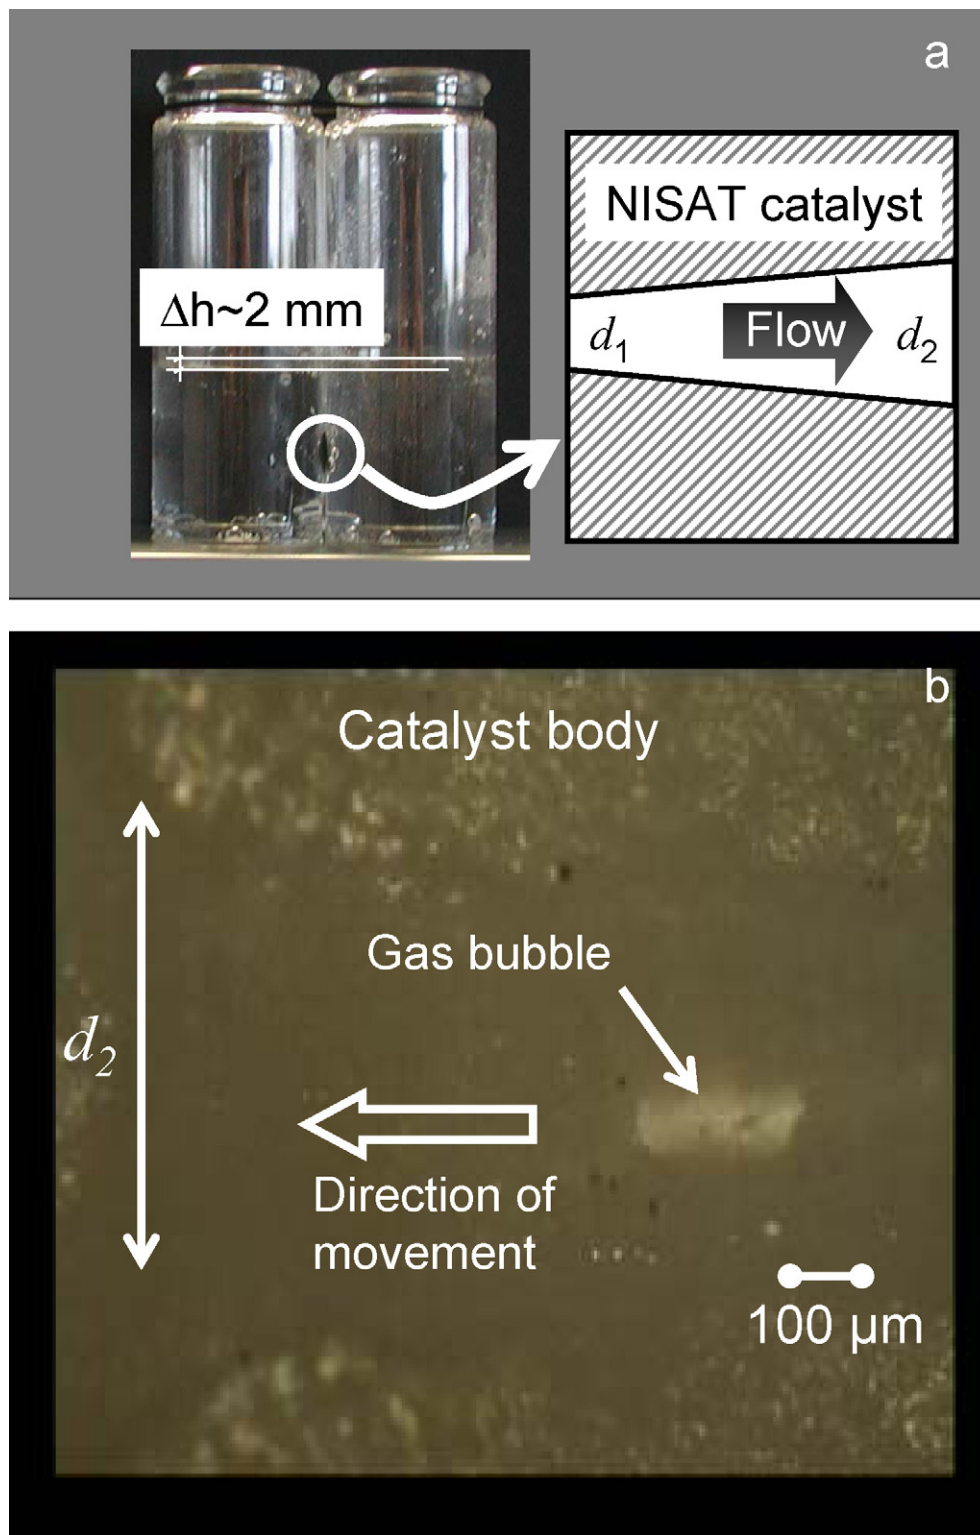 a
NISAT catalyst
Δh~2 mm
d1
Flow
d2
b
Catalyst body
Gas bubble
d2
Direction of
movement
100 µm